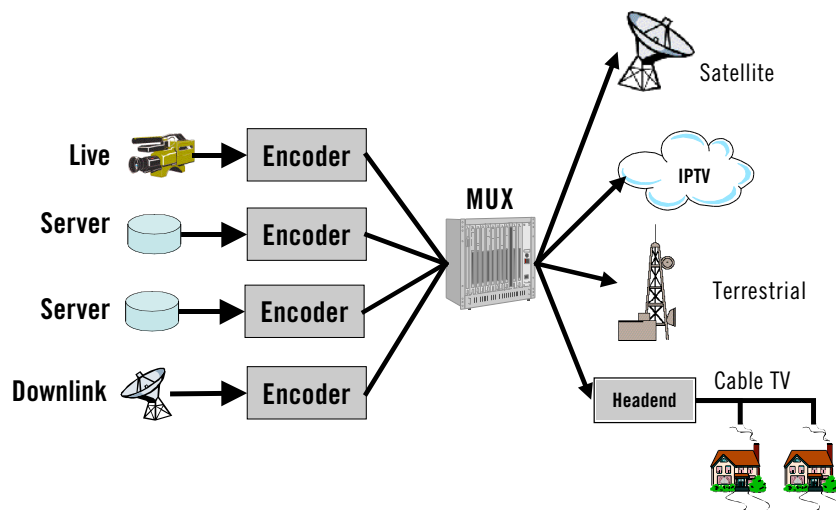 Satellite
Live
Encoder
IPTV
MUX
Server
Encoder
Server
Encoder
Terrestrial
Downlink
Encoder
Headend
Cable TV